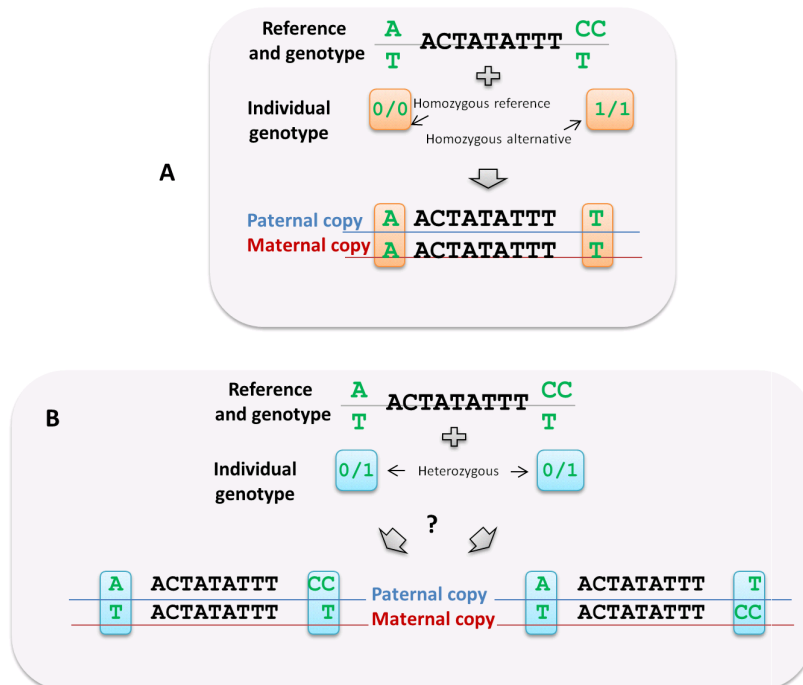 A
Reference and genotype
A
ACTATATTT
CC
T
T
Individual genotype
0/0
Homozygous reference
Homozygous alternative
1/1
Paternal copy
A
ACTATATTT
T
Maternal copy
A
ACTATATTT
T
B
Reference and genotype
A
ACTATATTT
CC
T
T
Individual genotype
0/1
Heterozygous
0/1
?
A
ACTATATTT
CC
Paternal copy
A
ACTATATTT
T
T
ACTATATTT
T
Maternal copy
T
ACTATATTT
CC